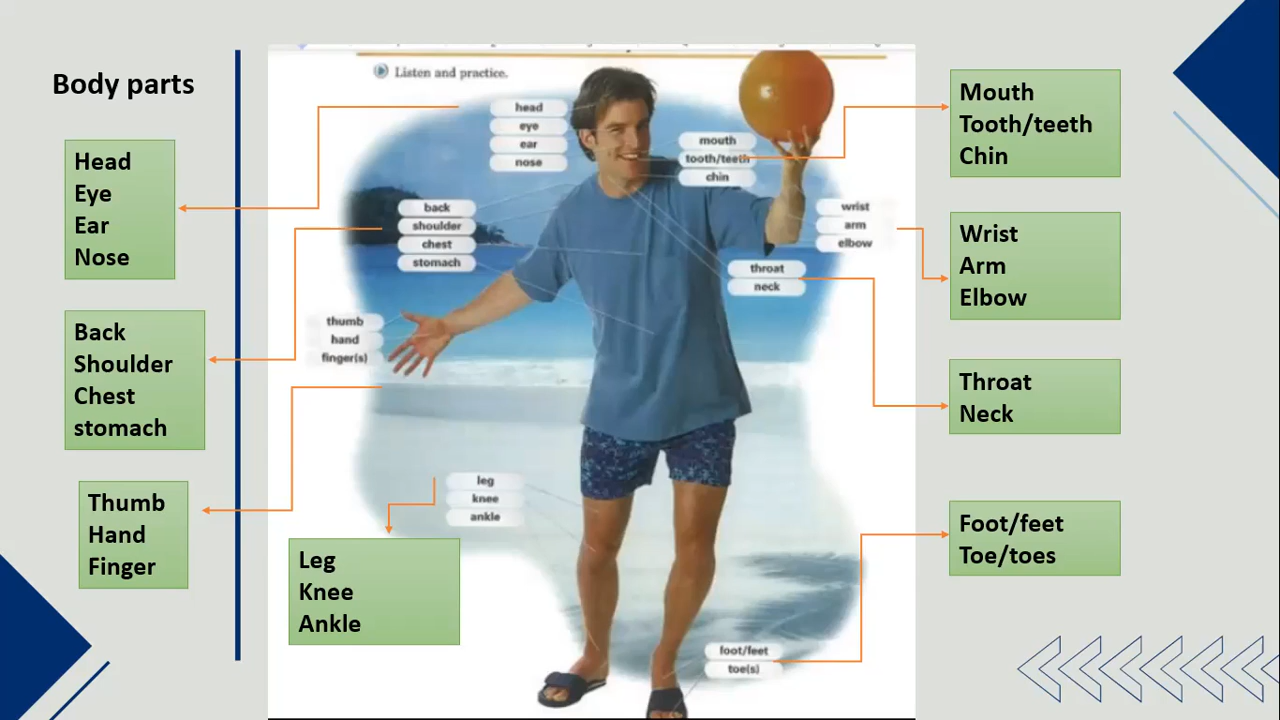 Body parts
Head
Eye
Ear
Nose
Back
Shoulder
Chest
stomach
Thumb
Hand
Finger
Leg
Knee
Ankle
Listen and practice.
head
eye
ear
nose
mouth
tooth/teeth
chin
back
shoulder
chest
stomach
wrist
arm
elbow
throat
neck
thumb
hand
finger(s)
leg
knee
ankle
foot/feet
toe(s)
Mouth
Tooth/teeth
Chin
Wrist
Arm
Elbow
Throat
Neck
Foot/feet
Toe/toes